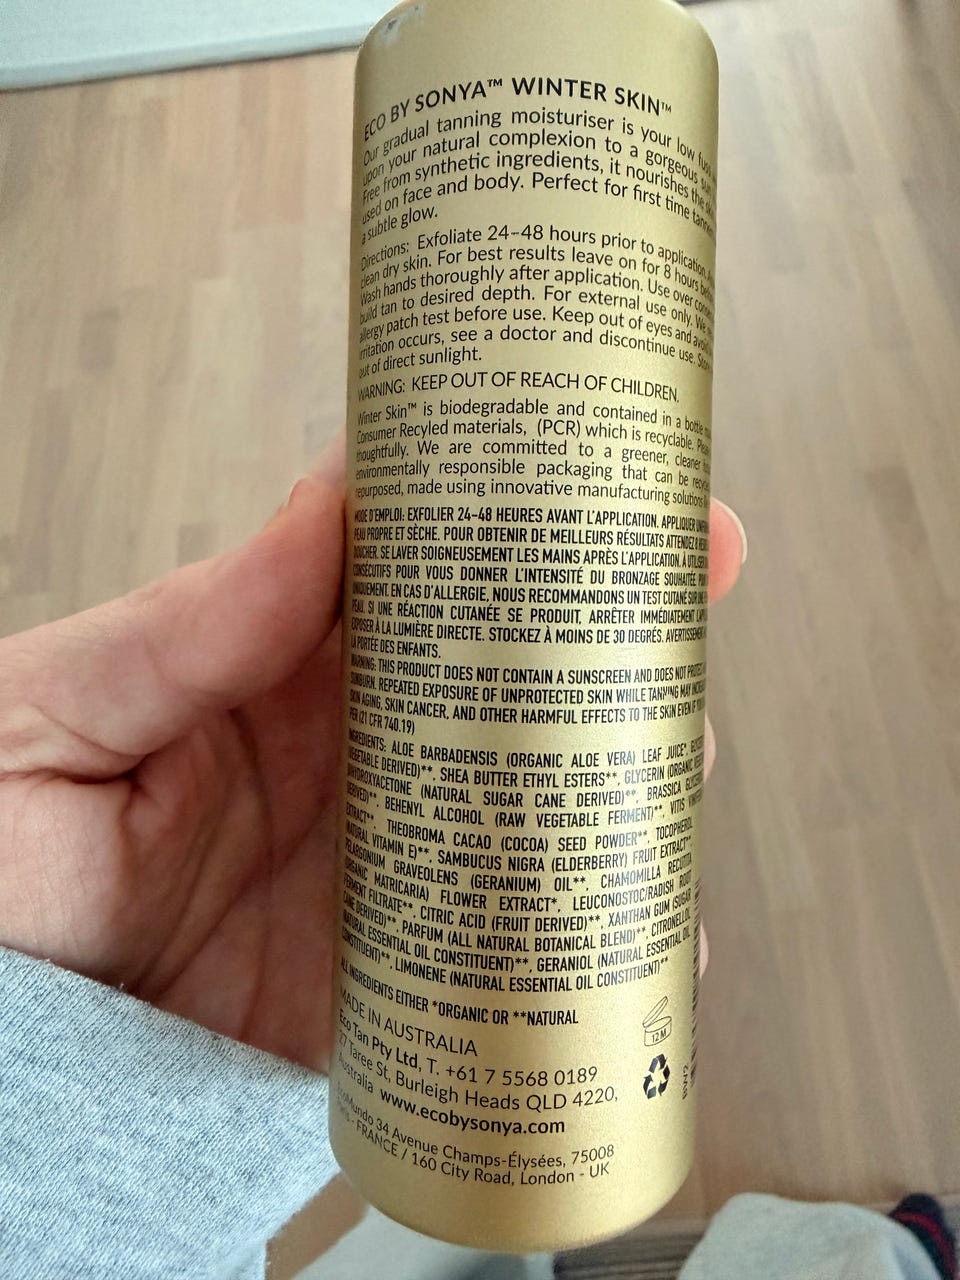 ECO BY SONYA™ WINTER SKIN™
Our gradual tanning moisturiser is your low fuss
upon your natural complexion to a gorgeous sun
Free from synthetic ingredients, it nourishes the
used on face and body. Perfect for first time
a subtle glow.
Directions: Exfoliate 24-48 hours prior to application.
clean dry skin. For best results leave on for 8 hours
Wash hands thoroughly after application. Use over
build tan to desired depth. For external use only. We
allergy patch test before use. Keep out of eyes and
irritation occurs, see a doctor and discontinue use.
out of direct sunlight.
WARNING: KEEP OUT OF REACH OF CHILDREN.
Winter Skin™ is biodegradable and contained in a bottle
Consumer Recyled materials, (PCR) which is recyclable.
thoughtfully. We are committed to a greener, cleaner
environmentally responsible packaging that can be
repurposed, made using innovative manufacturing solutions
MODE D'EMPLOI: EXFOLIER 24-48 HEURES AVANT L'APPLICATION. APPLIQUER
PEAU PROPRE ET SÈCHE. POUR OBTENIR DE MEILLEURS RÉSULTATS ATTENDEZ 8
DOUCHER. SE LAVER SOIGNEUSEMENT LES MAINS APRÈS L'APPLICATION. À UTILISER
CONSÉCUTIFS POUR VOUS DONNER L'INTENSITÉ DU BRONZAGE SOUHAITÉE.
UNIQUEMENT. EN CAS D'ALLERGIE, NOUS RECOMMANDONS UN TEST CUTANÉ SUR
PEAU. SI UNE RÉACTION CUTANÉE SE PRODUIT, ARRÊTER IMMÉDIATEMENT
EXPOSER À LA LUMIÈRE DIRECTE. STOCKEZ À MOINS DE 30 DEGRÉS.
LA PORTÉE DES ENFANTS.
WARNING: THIS PRODUCT DOES NOT CONTAIN A SUNSCREEN AND DOES NOT PROTECT
SUNBURN. REPEATED EXPOSURE OF UNPROTECTED SKIN WHILE TANNING MAY
SKIN AGING, SKIN CANCER, AND OTHER HARMFUL EFFECTS TO THE SKIN EVEN IF
PER (21 CFR 740.19)
INGREDIENTS: ALOE BARBADENSIS (ORGANIC ALOE VERA) LEAF JUICE*,
(VEGETABLE DERIVED)**, SHEA BUTTER ETHYL ESTERS**, GLYCERIN (ORGANIC
DIHYDROXYACETONE (NATURAL SUGAR CANE DERIVED)**, BRASSICA
DERIVED)**, BEHENYL ALCOHOL (RAW VEGETABLE FERMENT)**, VITIS
EXTRACT**, THEOBROMA CACAO (COCOA) SEED POWDER**, TOCOPHEROL
(NATURAL VITAMIN E)**, SAMBUCUS NIGRA (ELDERBERRY) FRUIT EXTRACT**,
PELARGONIUM GRAVEOLENS (GERANIUM) OIL**, CHAMOMILLA RECUTITA
(ORGANIC MATRICARIA) FLOWER EXTRACT*, LEUCONOSTOC/RADISH ROOT
FERMENT FILTRATE**, CITRIC ACID (FRUIT DERIVED)**, XANTHAN GUM (SUGAR
CANE DERIVED)**, PARFUM (ALL NATURAL BOTANICAL BLEND)**, CITRONELLOL
(NATURAL ESSENTIAL OIL CONSTITUENT)**, GERANIOL (NATURAL ESSENTIAL OIL
CONSTITUENT)**, LIMONENE (NATURAL ESSENTIAL OIL CONSTITUENT)**
ALL INGREDIENTS EITHER *ORGANIC OR **NATURAL
MADE IN AUSTRALIA
Eco Tan Pty Ltd, T. +61 7 5568 0189
27 Taree St, Burleigh Heads QLD 4220,
Australia www.ecobysonya.com
EcoMundo 34 Avenue Champs-Élysées, 75008
Paris - FRANCE / 160 City Road, London - UK
12M